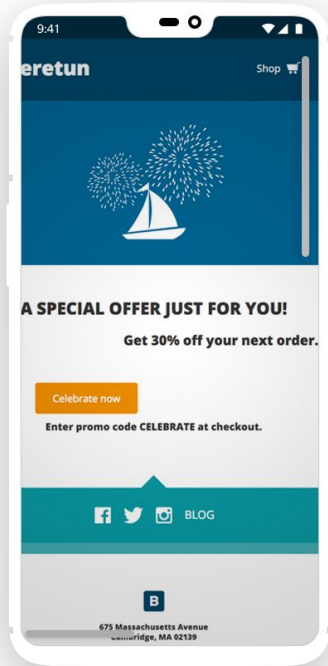 9:41
eretun
Shop
A SPECIAL OFFER JUST FOR YOU!
Get 30% off your next order.
Celebrate now
Enter promo code CELEBRATE at checkout.
BLOG
B
675 Massachusetts Avenue
Cambridge, MA 02139